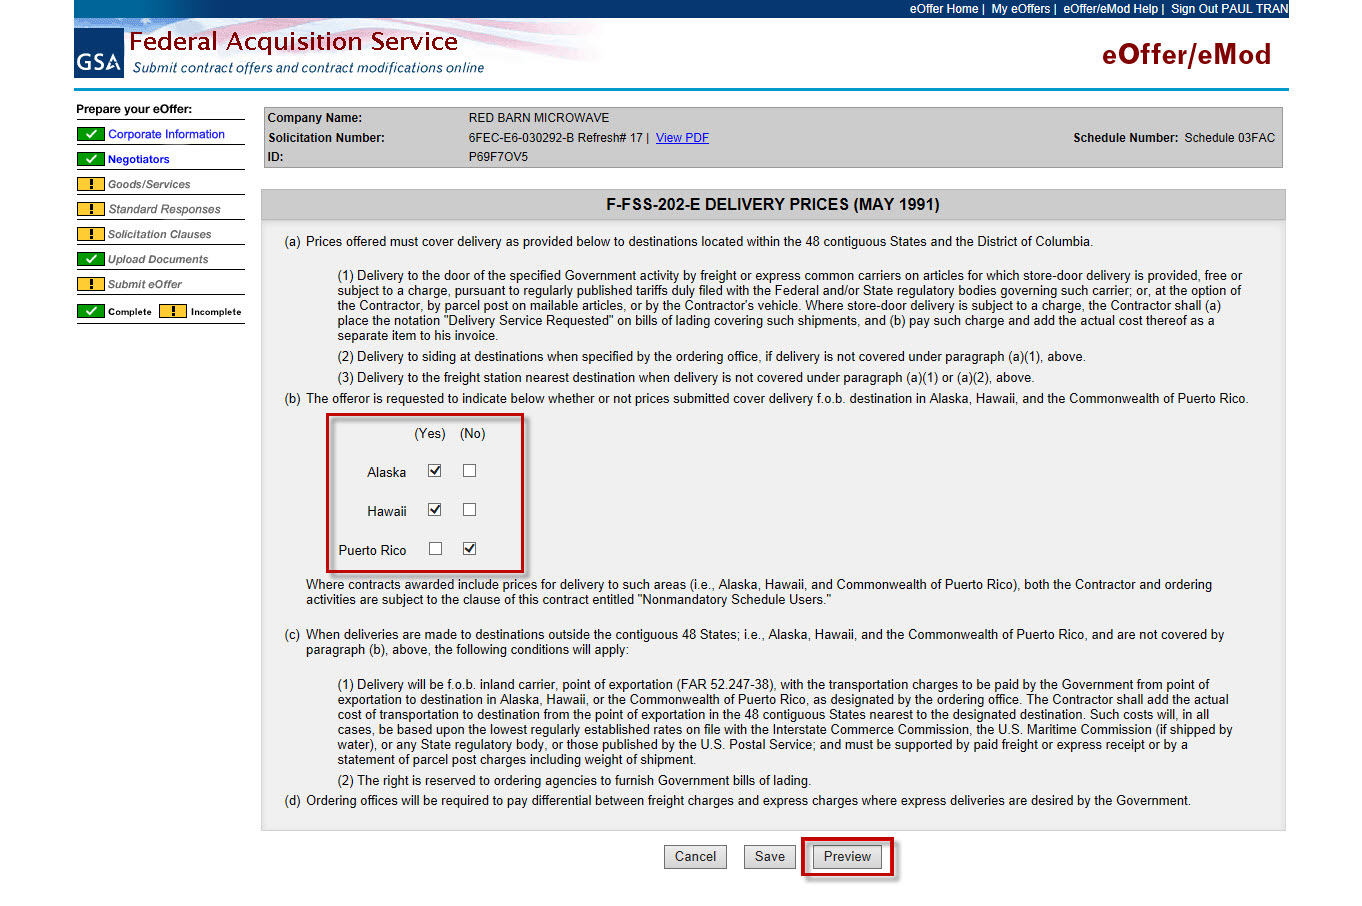 eOffer Home | My eOffers | eOffer/eMod Help | Sign Out PAUL TRAN
GSA
Federal Acquisition Service
Submit contract offers and contract modifications online
eOffer/eMod
Prepare your eOffer:
Corporate Information
Negotiators
Goods/Services
Standard Responses
Solicitation Clauses
Upload Documents
Submit eOffer
Complete Incomplete
Company Name: RED BARN MICROWAVE
Solicitation Number: 6FEC-E6-030292-B Refresh# 17 | View PDF Schedule Number: Schedule 03FAC
ID: P69F7OV5
F-FSS-202-E DELIVERY PRICES (MAY 1991)
(a) Prices offered must cover delivery as provided below to destinations located within the 48 contiguous States and the District of Columbia.
(1) Delivery to the door of the specified Government activity by freight or express common carriers on articles for which store-door delivery is provided, free or
subject to a charge, pursuant to regularly published tariffs duly filed with the Federal and/or State regulatory bodies governing such carrier; or, at the option of
the Contractor, by parcel post on mailable articles, or by the Contractor's vehicle. Where store-door delivery is subject to a charge, the Contractor shall (a)
place the notation "Delivery Service Requested" on bills of lading covering such shipments, and (b) pay such charge and add the actual cost thereof as a
separate item to his invoice.
(2) Delivery to siding at destinations when specified by the ordering office, if delivery is not covered under paragraph (a)(1), above.
(3) Delivery to the freight station nearest destination when delivery is not covered under paragraph (a)(1) or (a)(2), above.
(b) The offeror is requested to indicate below whether or not prices submitted cover delivery f.o.b. destination in Alaska, Hawaii, and the Commonwealth of Puerto Rico.
(Yes) (No)
Alaska
Hawaii
Puerto Rico
Where contracts awarded include prices for delivery to such areas (i.e., Alaska, Hawaii, and Commonwealth of Puerto Rico), both the Contractor and ordering
activities are subject to the clause of this contract entitled "Nonmandatory Schedule Users."
(c) When deliveries are made to destinations outside the contiguous 48 States; i.e., Alaska, Hawaii, and the Commonwealth of Puerto Rico, and are not covered by
paragraph (b), above, the following conditions will apply:
(1) Delivery will be f.o.b. inland carrier, point of exportation (FAR 52.247-38), with the transportation charges to be paid by the Government from point of
exportation to destination in Alaska, Hawaii, or the Commonwealth of Puerto Rico, as designated by the ordering office. The Contractor shall add the actual
cost of transportation to destination from the point of exportation in the 48 contiguous States nearest to the designated destination. Such costs will, in all
cases, be based upon the lowest regularly established rates on file with the Interstate Commerce Commission, the U.S. Maritime Commission (if shipped by
water), or any State regulatory body, or those published by the U.S. Postal Service; and must be supported by paid freight or express receipt or by a
statement of parcel post charges including weight of shipment.
(2) The right is reserved to ordering agencies to furnish Government bills of lading.
(d) Ordering offices will be required to pay differential between freight charges and express charges where express deliveries are desired by the Government.
Cancel Save Preview